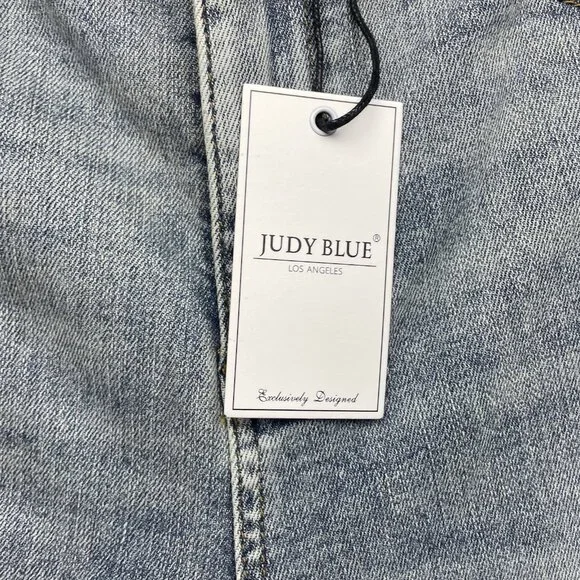 JUDY BLUE®
LOS ANGELES
Exclusively Designed